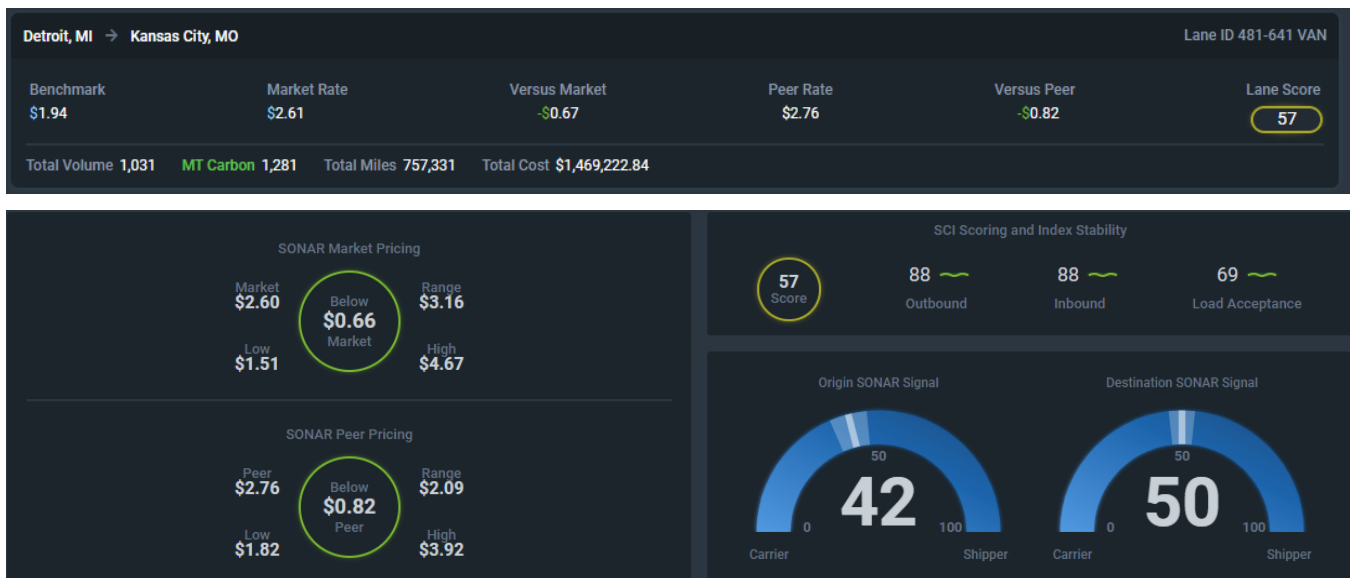 Detroit, MI → Kansas City, MO Lane ID 481-641 VAN
Benchmark Market Rate Versus Market Peer Rate Versus Peer Lane Score
$1.94 $2.61 -$0.67 $2.76 -$0.82 57
Total Volume 1,031 MT Carbon 1,281 Total Miles 757,331 Total Cost $1,469,222.84
SONAR Market Pricing
Market
$2.60
Low
$1.51
Below
$0.66
Market
Range
$3.16
High
$4.67
SONAR Peer Pricing
Peer
$2.76
Low
$1.82
Below
$0.82
Peer
Range
$2.09
High
$3.92
SCI Scoring and Index Stability
57
Score
88
Outbound
88
Inbound
69
Load Acceptance
Origin SONAR Signal
50
42
0 100
Carrier Shipper
Destination SONAR Signal
50
50
0 100
Carrier Shipper